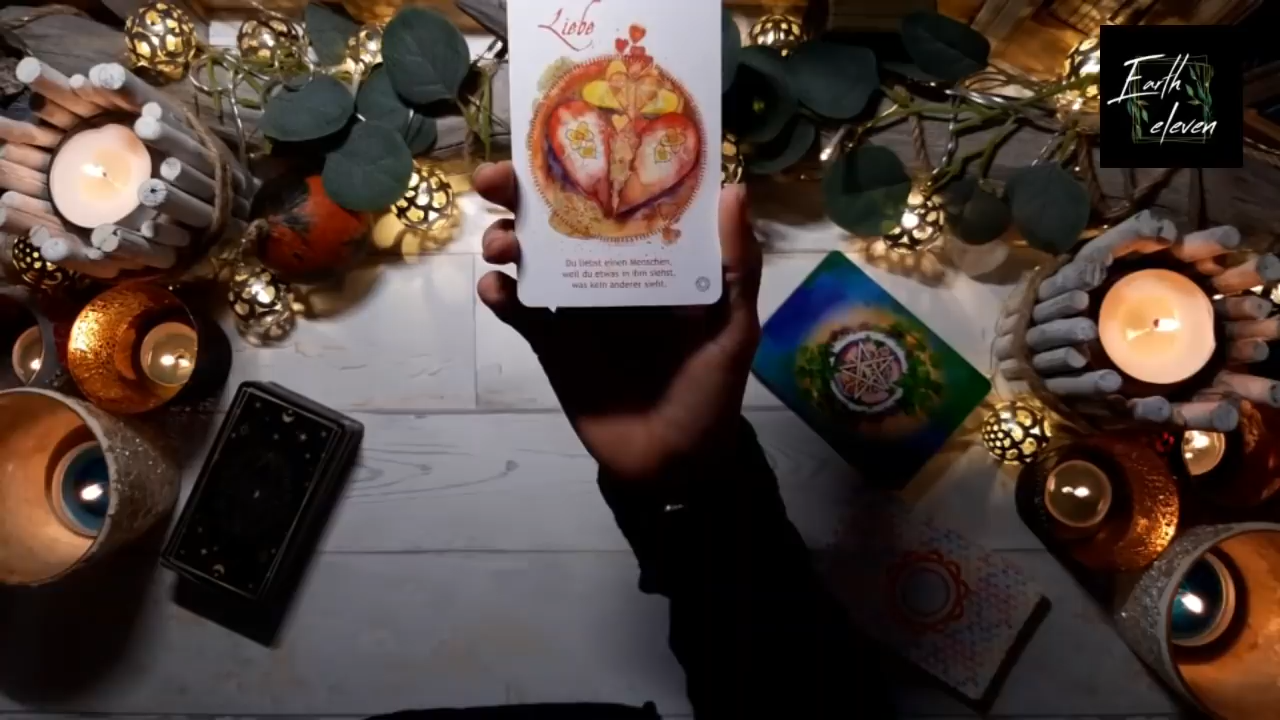 Liebe
Du liebst einen Menschen,
weil du etwas in ihm siehst,
was kein anderer sieht.
Earth
eleven